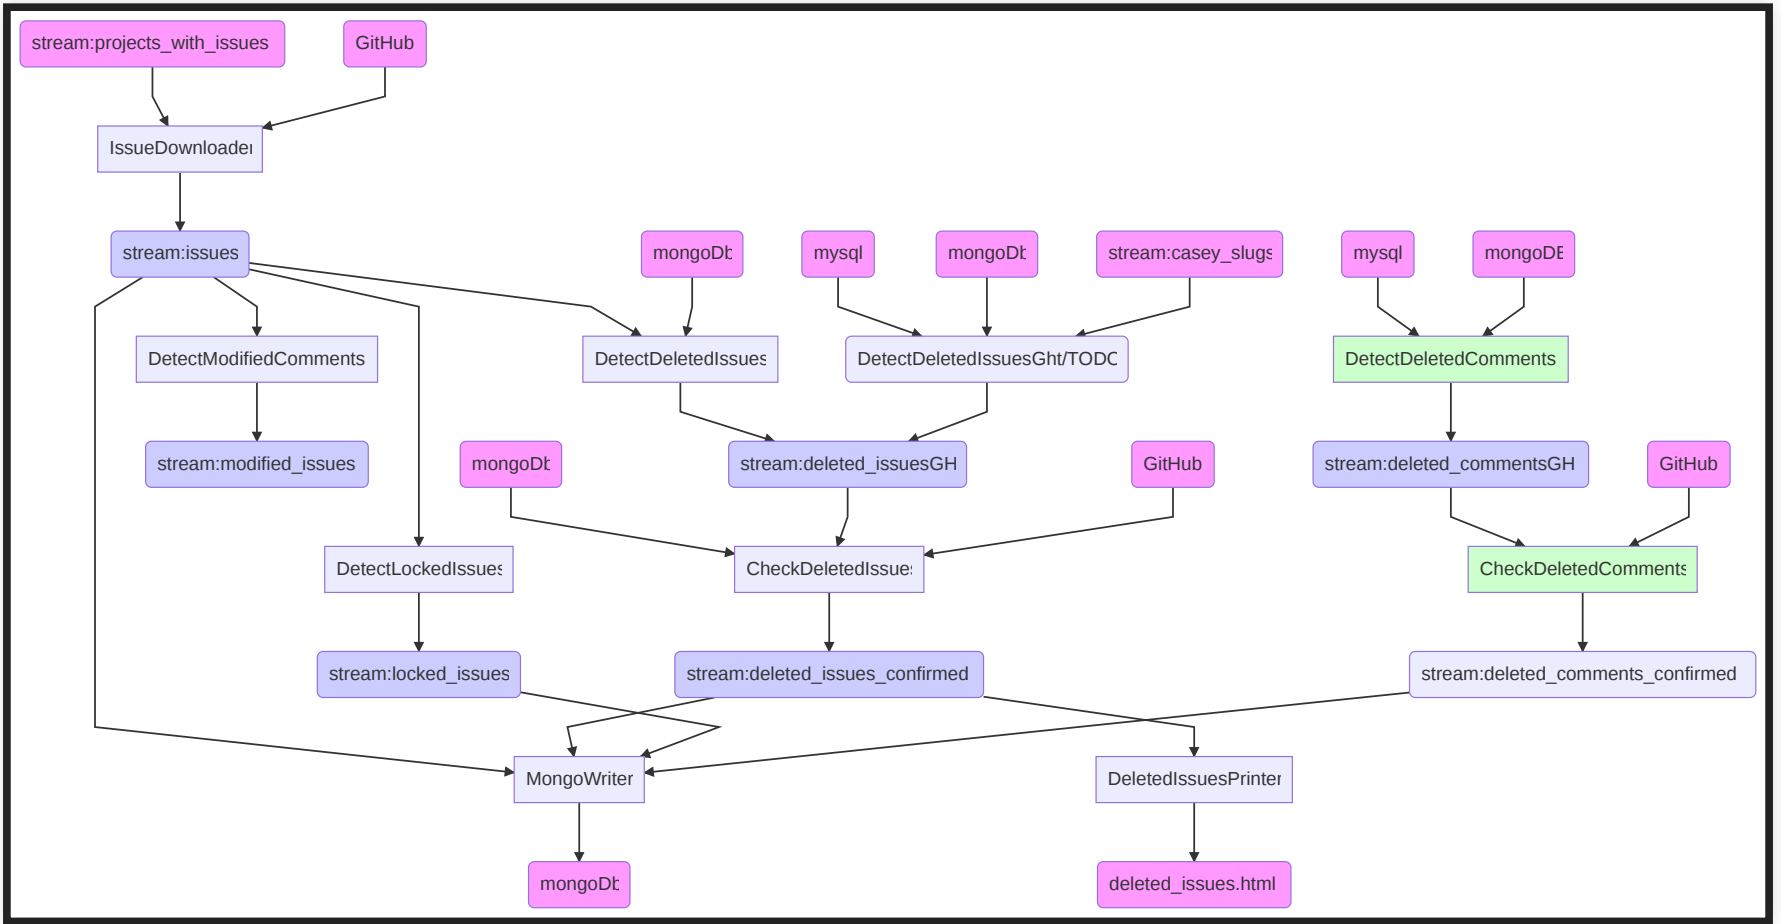 stream:projects_with_issues
GitHub
IssueDownloader
stream:issues
mongoDb
mysql
mongoDb
stream:casey_slugs
mysql
mongoDB
DetectModifiedComments
DetectDeletedIssues
DetectDeletedIssuesGht/TODO
DetectDeletedComments
stream:modified_issues
mongoDb
stream:deleted_issuesGH
GitHub
stream:deleted_commentsGH
GitHub
DetectLockedIssues
CheckDeletedIssues
CheckDeletedComments
stream:locked_issues
stream:deleted_issues_confirmed
stream:deleted_comments_confirmed
MongoWriter
DeletedIssuesPrinter
mongoDb
deleted_issues.html